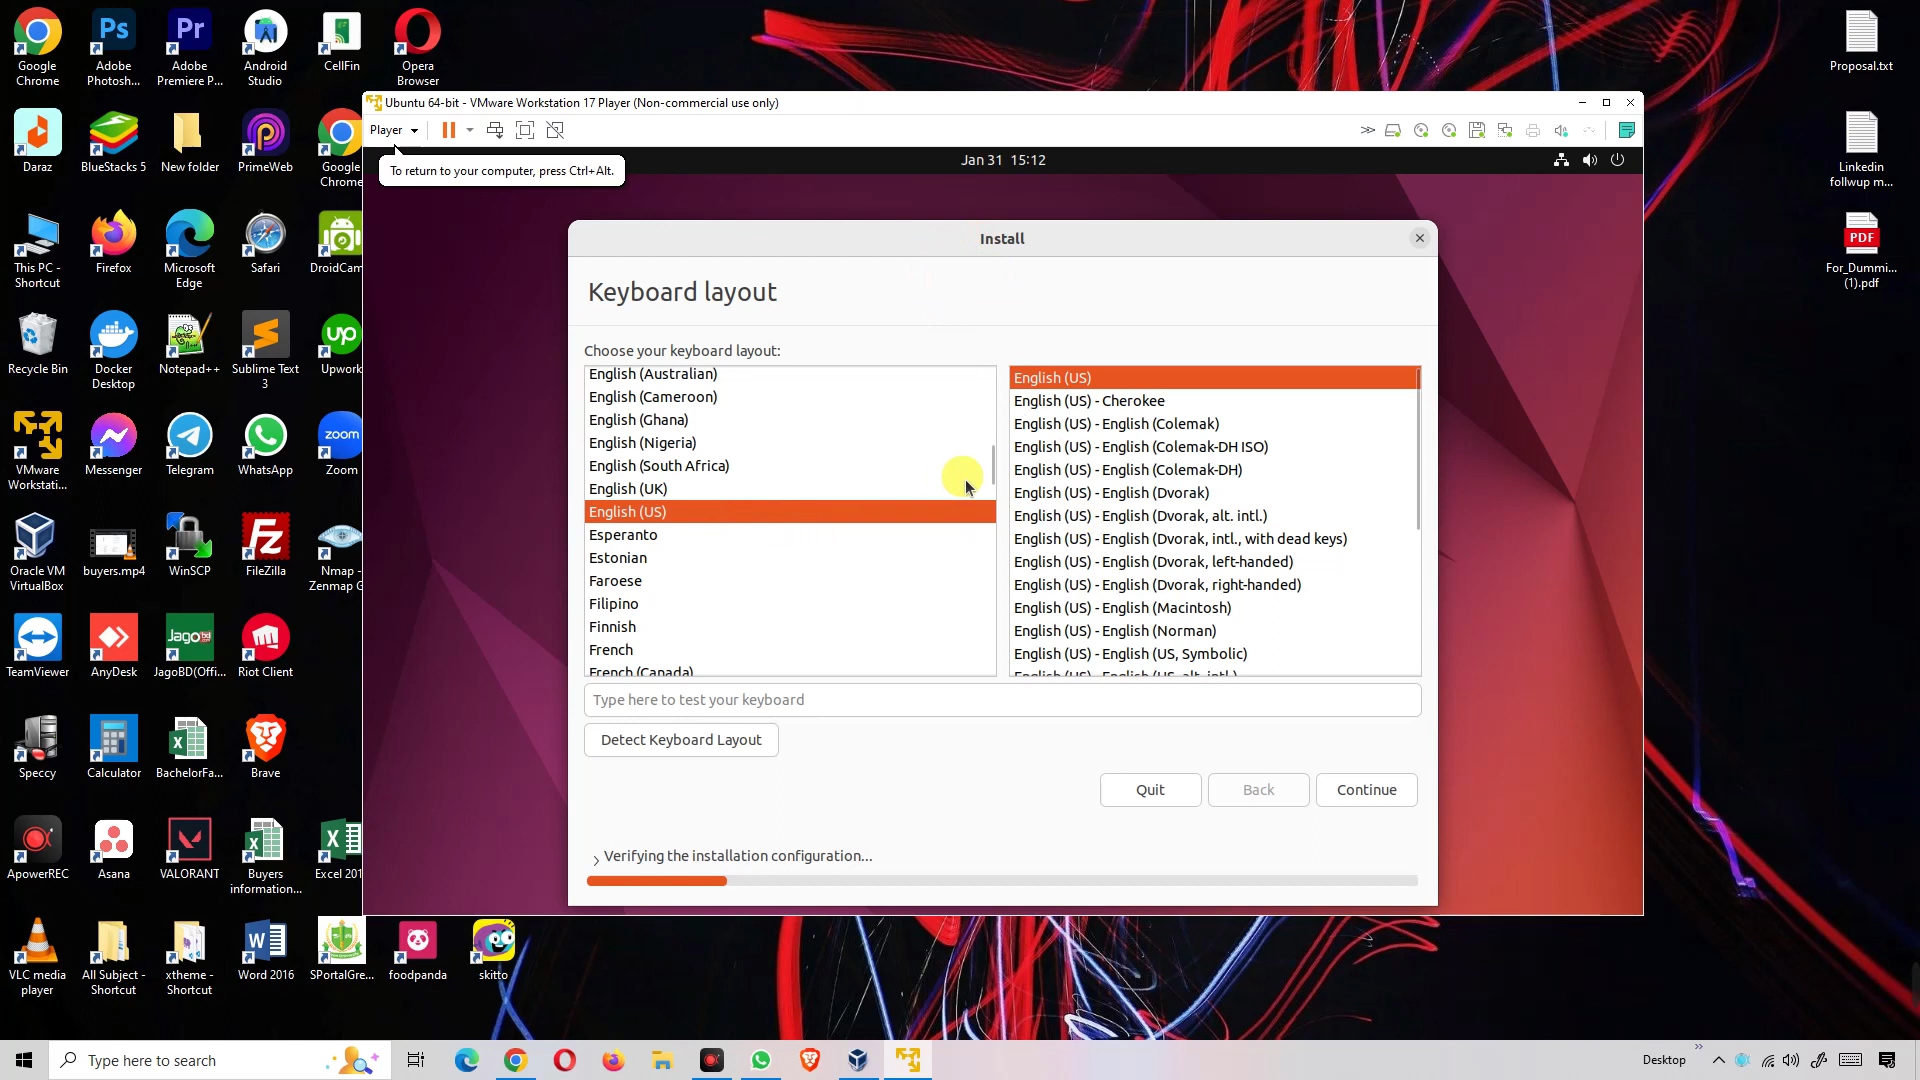 Google
Chrome
Adobe
Photosh...
Adobe
Premiere P...
Android
Studio
CellFin
Opera
Browser
Proposal.txt
Daraz
BlueStacks 5
New folder
PrimeWeb
Google
Chrome
Linkedin
follwup m...
This PC -
Shortcut
Firefox
Microsoft
Edge
Safari
DroidCam
PDF
For_Dummi...
(1).pdf
Recycle Bin
Docker
Desktop
Notepad++
Sublime Text
3
Upwork
VMware
Workstati...
Messenger
Telegram
WhatsApp
zoom
Zoom
Oracle VM
VirtualBox
buyers.mp4
WinSCP
FileZilla
Nmap -
Zenmap G
TeamViewer
AnyDesk
Jagobd
JagoBD(Offi...
Riot Client
Speccy
Calculator
BachelorFa...
Brave
ApowerREC
Asana
VALORANT
Buyers
information...
Excel 201
VLC media
player
All Subject -
Shortcut
xtheme -
Shortcut
Word 2016
SPortalGre...
foodpanda
skitto
Ubuntu 64-bit - VMware Workstation 17 Player (Non-commercial use only)
Player
To return to your computer, press Ctrl+Alt.
Jan 31 15:12
Install
Keyboard layout
Choose your keyboard layout:
English (Australian)
English (Cameroon)
English (Ghana)
English (Nigeria)
English (South Africa)
English (UK)
English (US)
Esperanto
Estonian
Faroese
Filipino
Finnish
French
French (Canada)
English (US)
English (US) - Cherokee
English (US) - English (Colemak)
English (US) - English (Colemak-DH ISO)
English (US) - English (Colemak-DH)
English (US) - English (Dvorak)
English (US) - English (Dvorak, alt. intl.)
English (US) - English (Dvorak, intl., with dead keys)
English (US) - English (Dvorak, left-handed)
English (US) - English (Dvorak, right-handed)
English (US) - English (Macintosh)
English (US) - English (Norman)
English (US) - English (US, Symbolic)
English (US) - English (US, alt. intl.)
Type here to test your keyboard
Detect Keyboard Layout
Quit
Back
Continue
Verifying the installation configuration...
Type here to search
Desktop